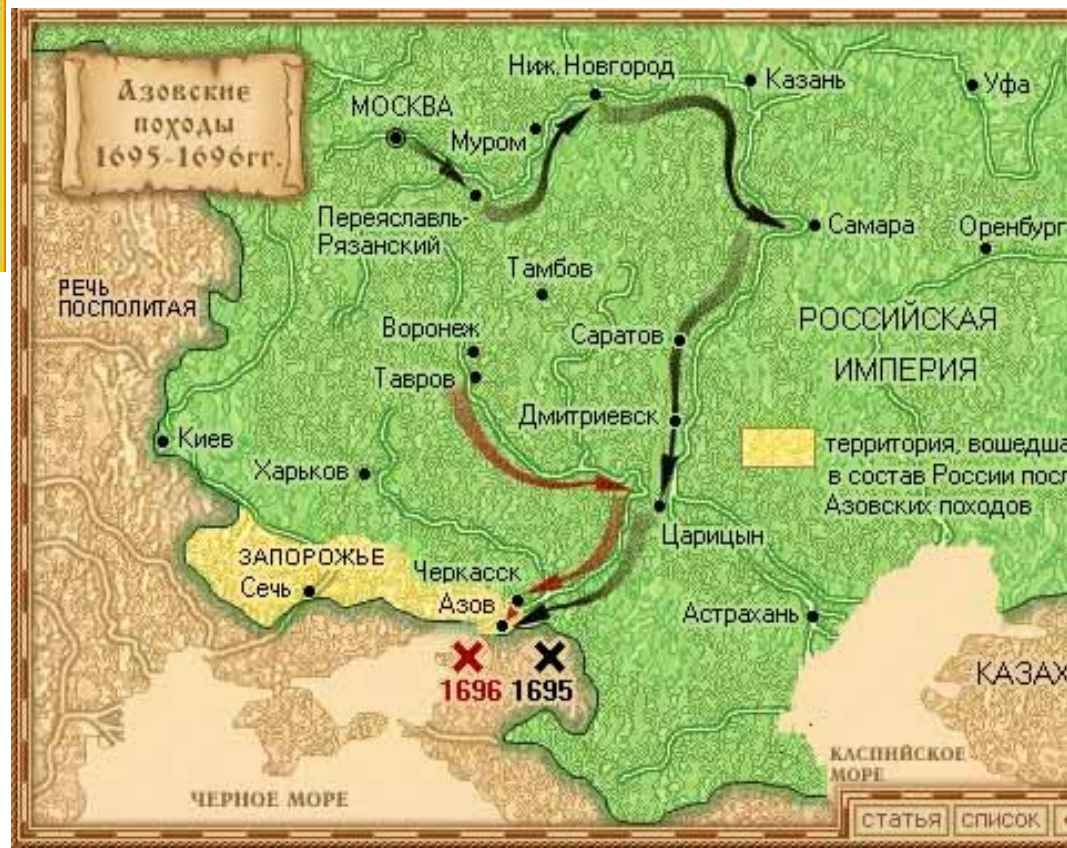 Азовские
походы
1695-1696гг.
Ниж. Новгород
Казань
Уфа
МОСКВА
Муром
Переяславль-
Рязанский
Самара
Оренбург
Тамбов
РЕЧЬ
ПОСПОЛИТАЯ
РОССИЙСКАЯ
ИМПЕРИЯ
Воронеж
Саратов
Тавров
Дмитриевск
Киев
территория, вошедша
в состав России посл
Азовских походов
Харьков
Царицын
ЗАПОРОЖЬЕ
Сечь
Черкасск
Азов
Астрахань
1696 1695
КАЗАХ
КАСПИЙСКОЕ
МОРЕ
ЧЕРНОЕ МОРЕ
статья список